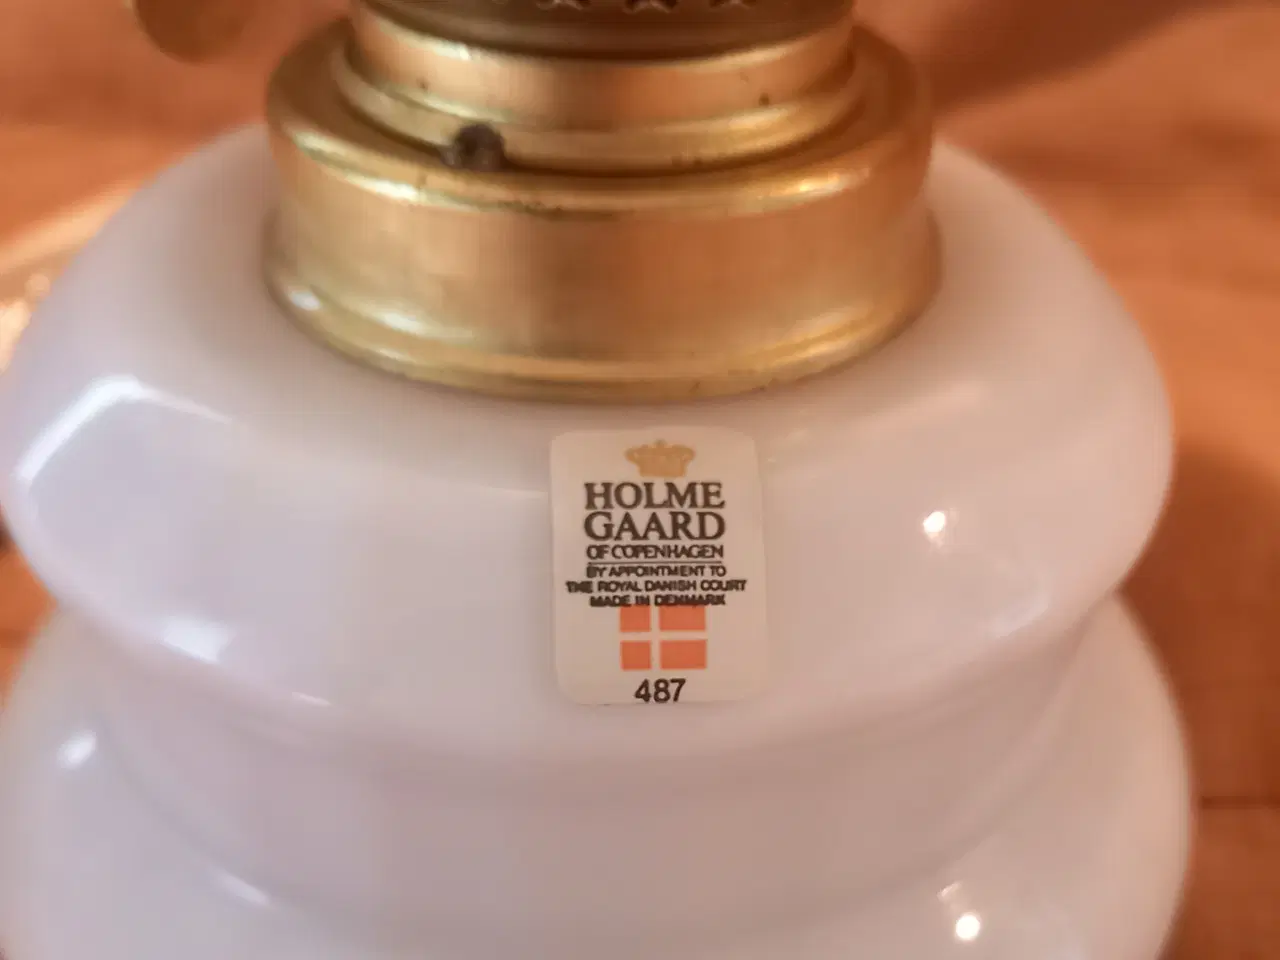 HOLME
GAARD
OF COPENHAGEN
BY APPOINTMENT TO
THE ROYAL DANISH COURT
MADE IN DENMARK
487